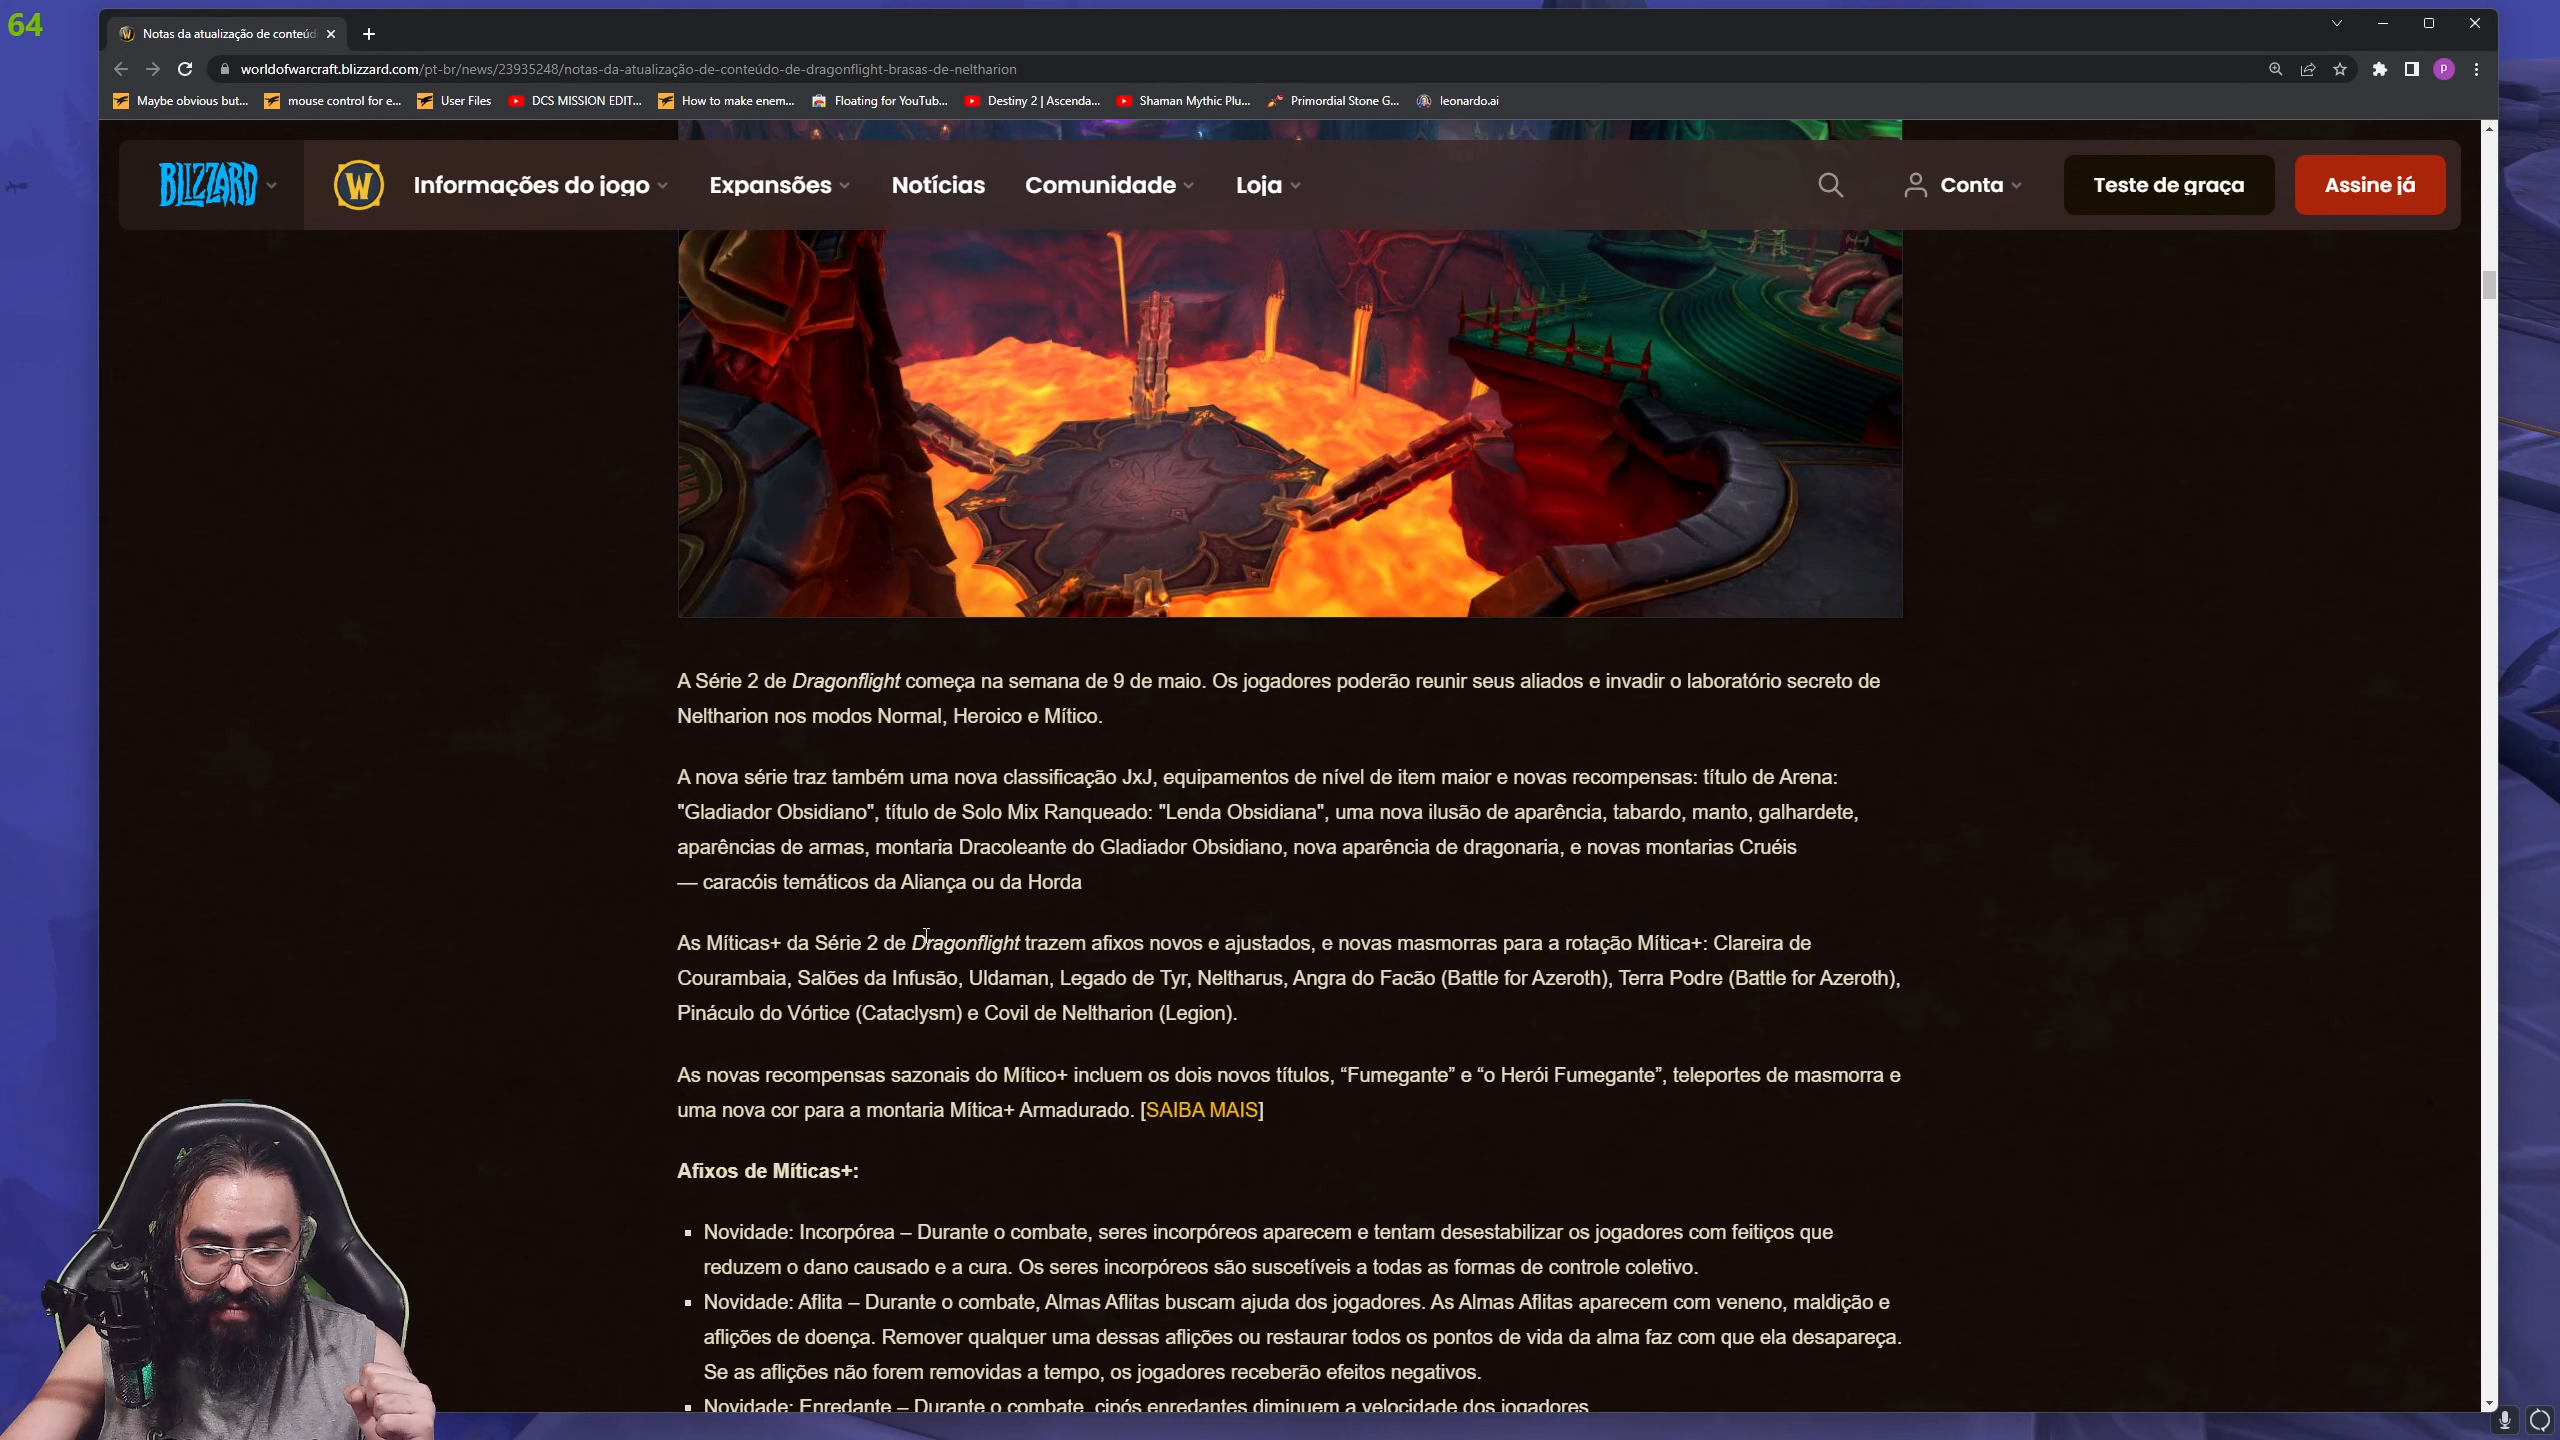 64
Notas da atualização de conteúd
worldofwarcraft.blizzard.com/pt-br/news/23935248/notas-da-atualização-de-conteúdo-de-dragonflight-brasas-de-neltharion
P
Maybe obvious but... mouse control for e... User Files DCS MISSION EDIT... How to make enem... Floating for YouTub... Destiny 2 | Ascenda... Shaman Mythic Plu... Primordial Stone G... leonardo.ai
BLIZZARD W Informações do jogo Expansões Notícias Comunidade Loja Conta Teste de graça Assine já
A Série 2 de Dragonflight começa na semana de 9 de maio. Os jogadores poderão reunir seus aliados e invadir o laboratório secreto de
Neltharion nos modos Normal, Heroico e Mítico.
A nova série traz também uma nova classificação JxJ, equipamentos de nível de item maior e novas recompensas: título de Arena:
"Gladiador Obsidiano", título de Solo Mix Ranqueado: "Lenda Obsidiana", uma nova ilusão de aparência, tabardo, manto, galhardete,
aparências de armas, montaria Dracoleante do Gladiador Obsidiano, nova aparência de dragonaria, e novas montarias Cruéis
— caracóis temáticos da Aliança ou da Horda
As Míticas+ da Série 2 de Dragonflight trazem afixos novos e ajustados, e novas masmorras para a rotação Mítica+: Clareira de
Courambaia, Salões da Infusão, Uldaman, Legado de Tyr, Neltharus, Angra do Facão (Battle for Azeroth), Terra Podre (Battle for Azeroth),
Pináculo do Vórtice (Cataclysm) e Covil de Neltharion (Legion).
As novas recompensas sazonais do Mítico+ incluem os dois novos títulos, “Fumegante” e “o Herói Fumegante”, teleportes de masmorra e
uma nova cor para a montaria Mítica+ Armadurado. [SAIBA MAIS]
Afixos de Míticas+:
▪ Novidade: Incorpórea – Durante o combate, seres incorpóreos aparecem e tentam desestabilizar os jogadores com feitiços que
reduzem o dano causado e a cura. Os seres incorpóreos são suscetíveis a todas as formas de controle coletivo.
▪ Novidade: Aflita – Durante o combate, Almas Aflitas buscam ajuda dos jogadores. As Almas Aflitas aparecem com veneno, maldição e
aflições de doença. Remover qualquer uma dessas aflições ou restaurar todos os pontos de vida da alma faz com que ela desapareça.
Se as aflições não forem removidas a tempo, os jogadores receberão efeitos negativos.
▪ Novidade: Enredante – Durante o combate, cipós enredantes diminuem a velocidade dos jogadores